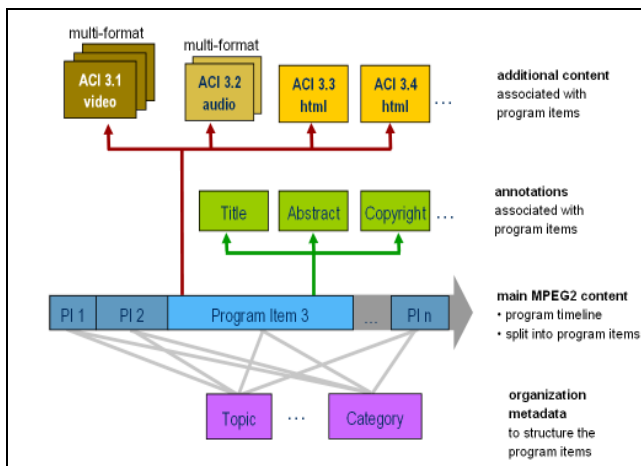 multi-format
multi-format
ACI 3.1
video
ACI 3.2
audio
ACI 3.3
html
ACI 3.4
html
...
additional content
associated with
program items
Title
Abstract
Copyright
...
annotations
associated with
program items
PI 1
PI 2
Program Item 3
...
PI n
main MPEG2 content
• program timeline
• split into program items
Topic
...
Category
organization
metadata
to structure the
program items